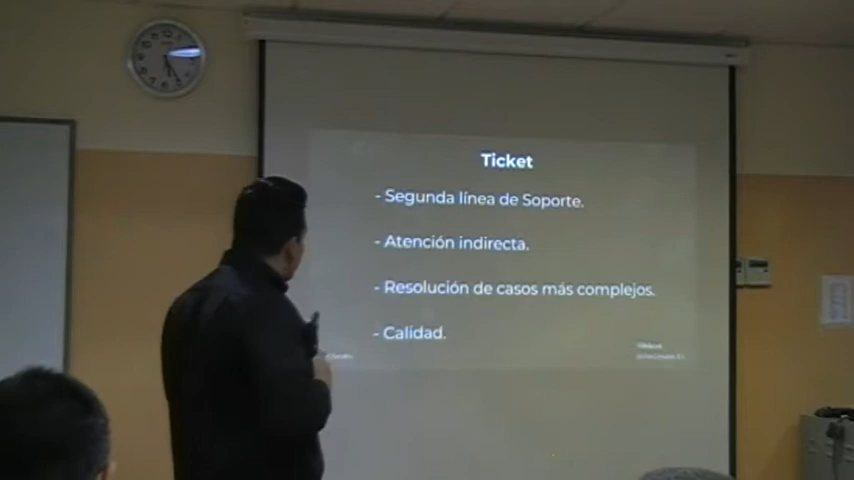 Ticket
- Segunda línea de Soporte.
- Atención indirecta.
- Resolución de casos más complejos.
- Calidad.